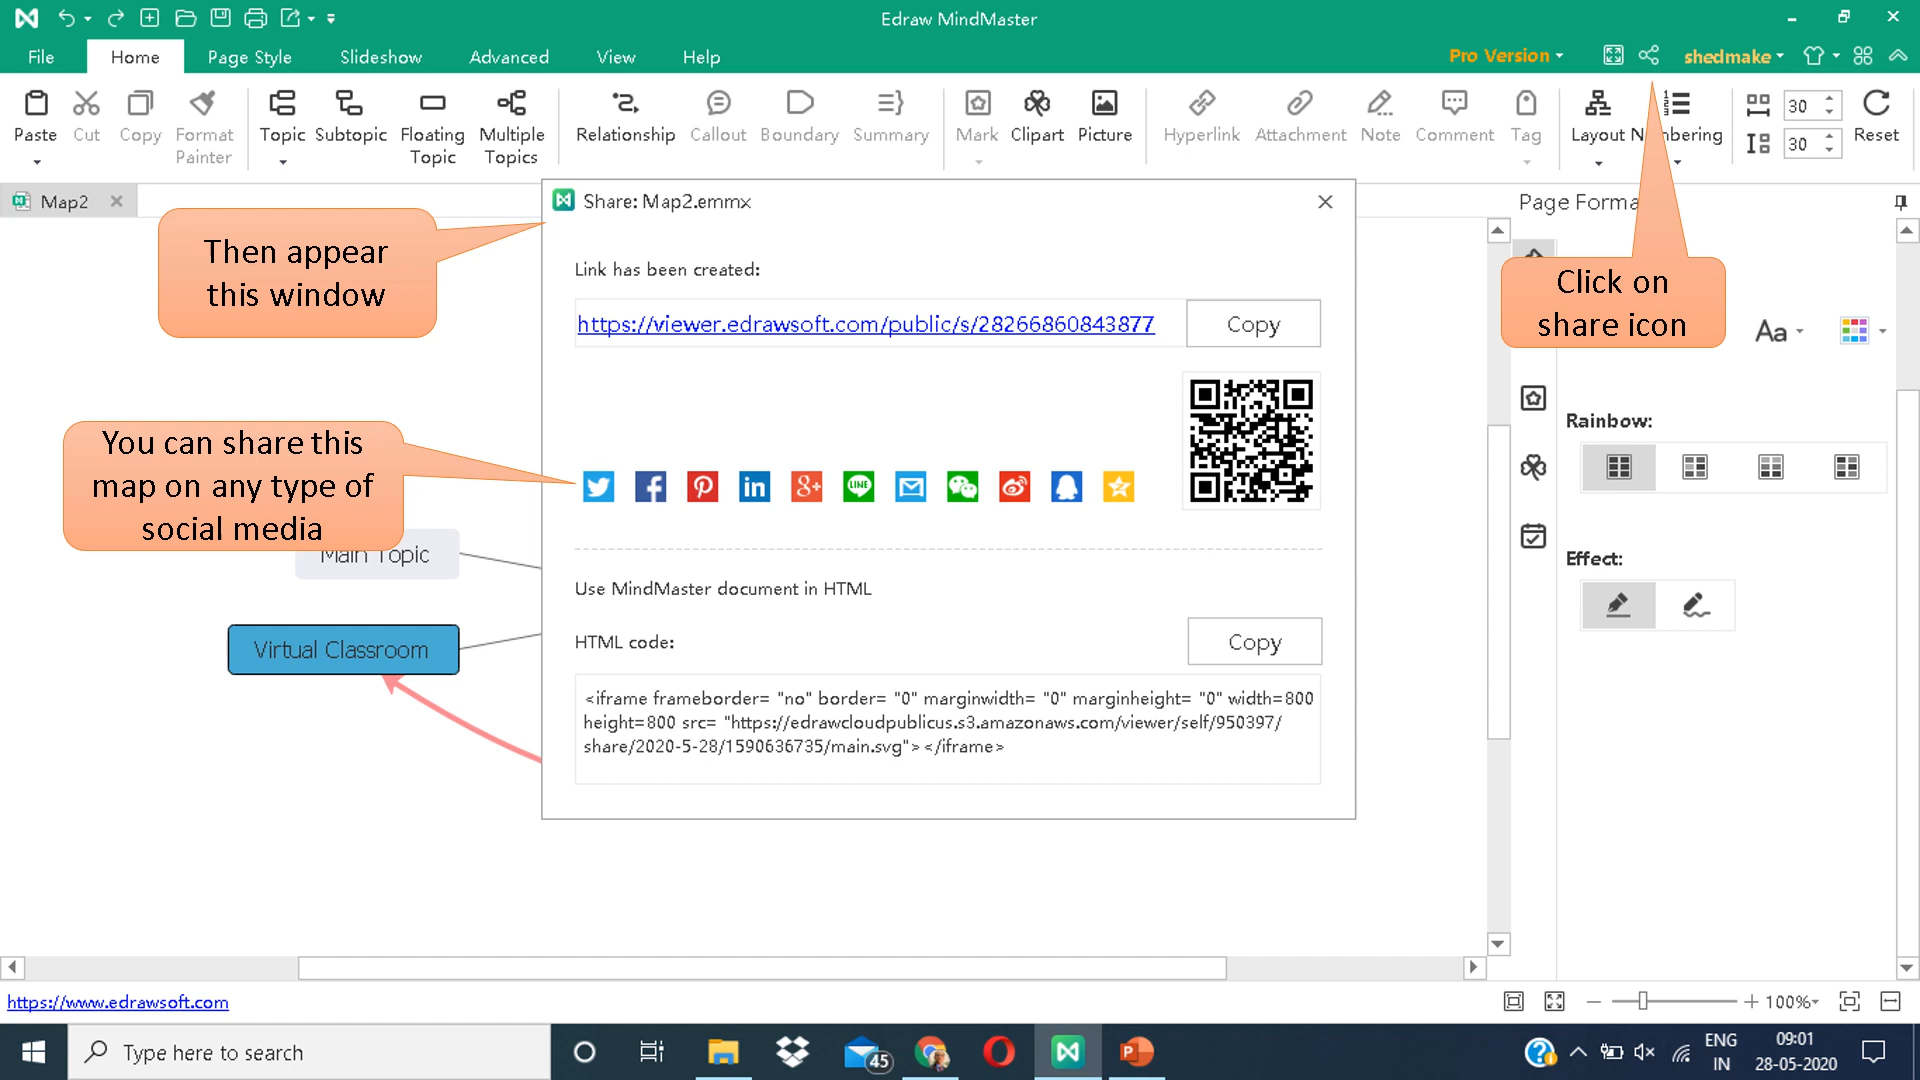 Edraw MindMaster
File Home Page Style Slideshow Advanced View Help Pro Version shedmake
Paste Cut Copy Format Painter Topic Subtopic Floating Topic Multiple Topics Relationship Callout Boundary Summary Mark Clipart Picture Hyperlink Attachment Note Comment Tag Layout Numbering 30 30 Reset
Map2
Share: Map2.emmx
Page Forma
Then appear
this window
Click on
share icon
Link has been created:
https://viewer.edrawsoft.com/public/s/28266860843877
Copy
Aa
You can share this
map on any type of
social media
Rainbow:
Effect:
Main Topic
Virtual Classroom
Use MindMaster document in HTML
HTML code:
Copy
<iframe frameborder= "no" border= "0" marginwidth= "0" marginheight= "0" width=800
height=800 src= "https://edrawcloudpublicus.s3.amazonaws.com/viewer/self/950397/
share/2020-5-28/1590636735/main.svg"></iframe>
https://www.edrawsoft.com
100%
Type here to search
45
ENG
IN
09:01
28-05-2020